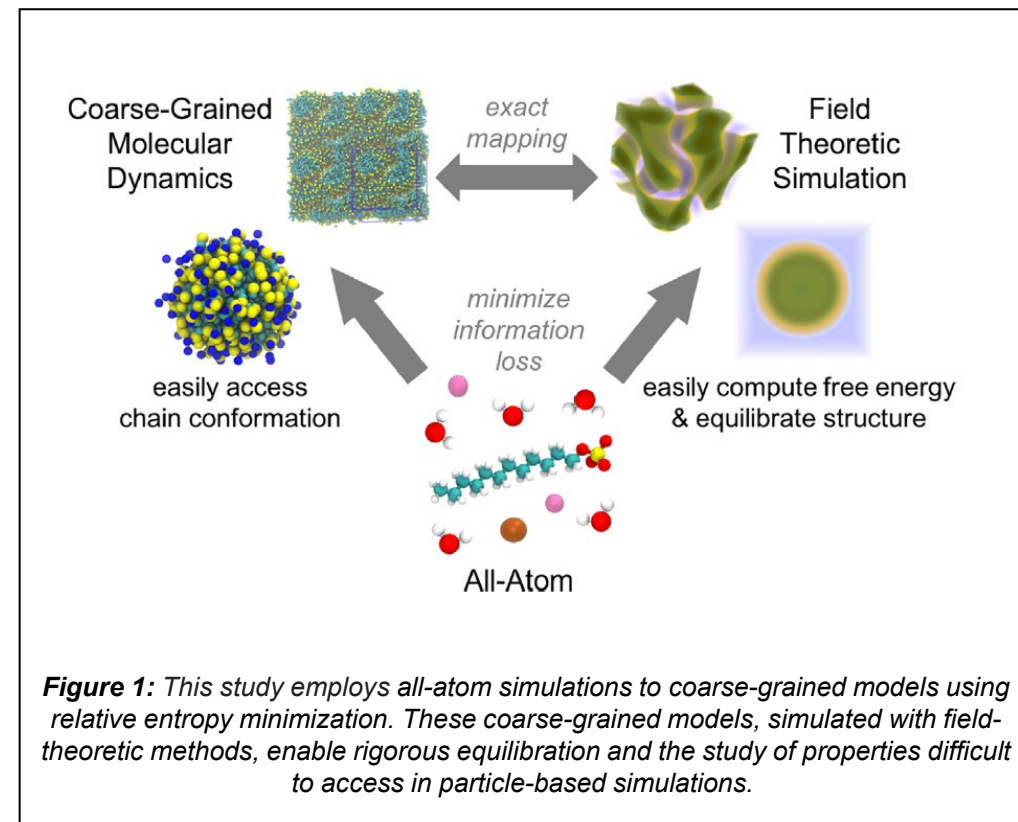 Coarse-Grained
Molecular
Dynamics
exact
mapping
Field
Theoretic
Simulation
minimize
information
loss
easily access
chain conformation
easily compute free energy
& equilibrate structure
All-Atom
Figure 1: This study employs all-atom simulations to coarse-grained models using
relative entropy minimization. These coarse-grained models, simulated with field-
theoretic methods, enable rigorous equilibration and the study of properties difficult
to access in particle-based simulations.